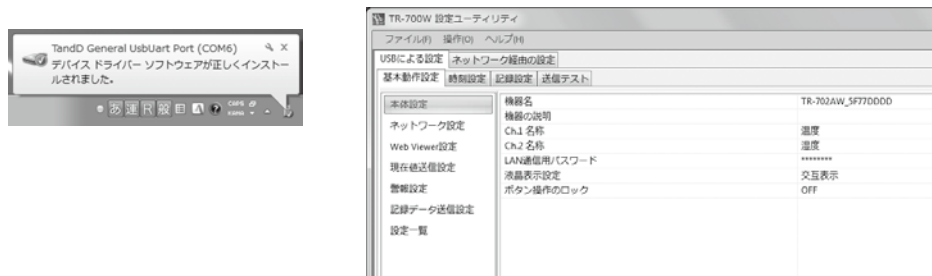 TandD General UsbUart Port (COM6)
デバイス ドライバー ソフトウェアが正しくインストー
ルされました。
あ 連 R 般
CAPS
KANA
TR-700W 設定ユーティリティ
ファイル(F) 操作(O) ヘルプ(H)
USBによる設定 ネットワーク経由の設定
基本動作設定 時刻設定 記録設定 送信テスト
本体設定
ネットワーク設定
Web Viewer設定
現在値送信設定
警報設定
記録データ送信設定
設定一覧
機器名 TR-702AW_5F77DDDD
機器の説明
Ch.1 名称 温度
Ch.2 名称 湿度
LAN通信用パスワード ********
液晶表示設定 交互表示
ボタン操作のロック OFF